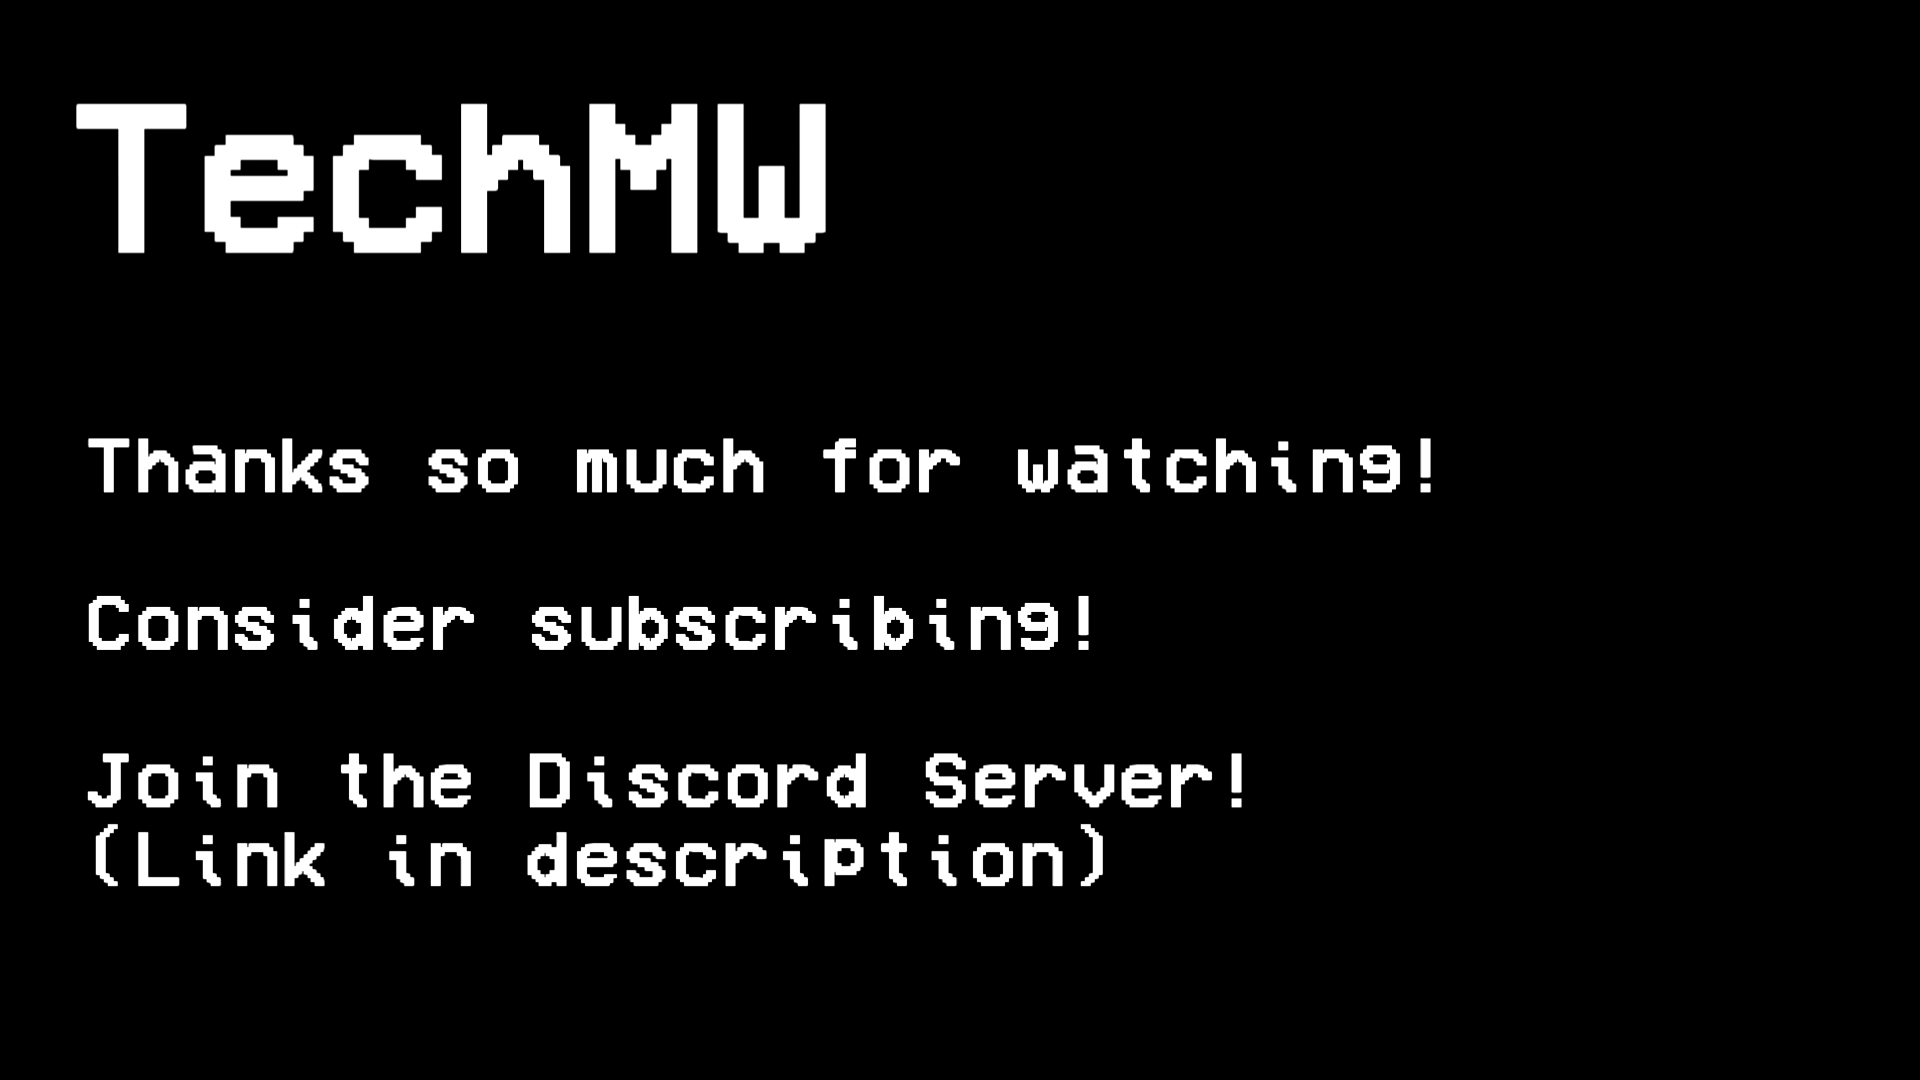 TechMW
Thanks so much for watching!
Consider subscribing!
Join the Discord Server!
(Link in description)